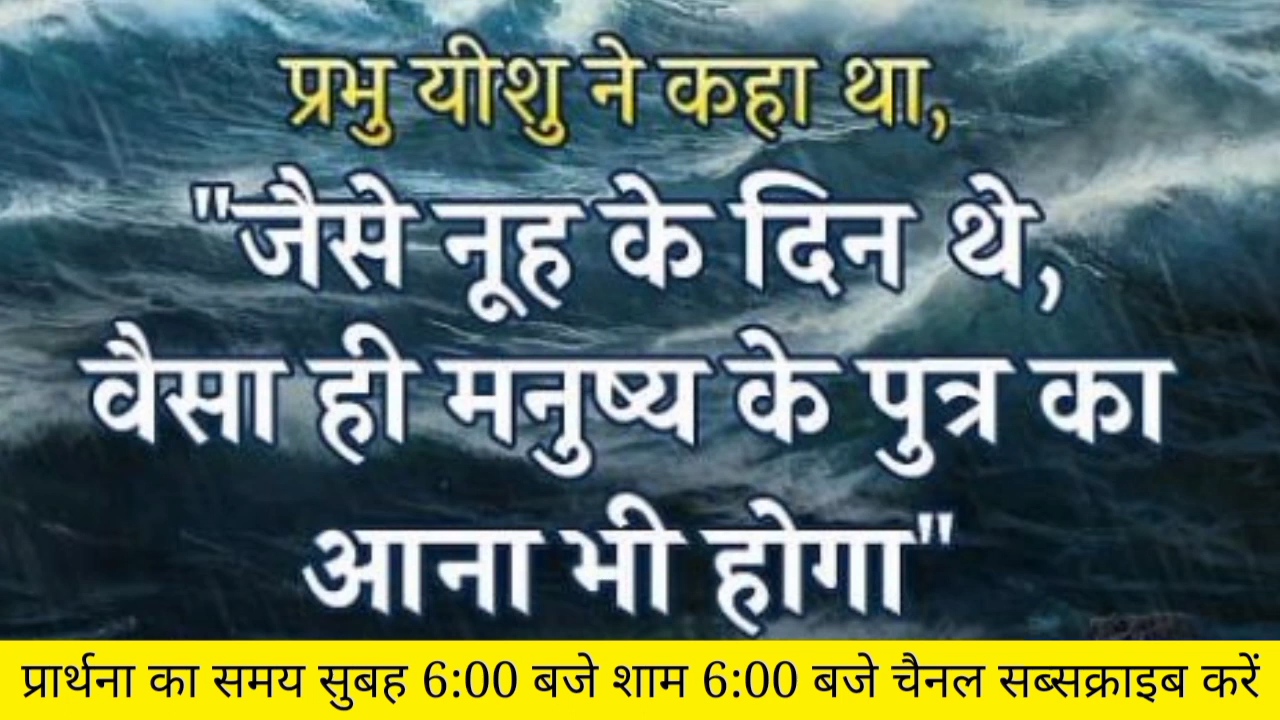 प्रभु यीशु ने कहा था,
"जैसे नूह के दिन थे,
वैसा ही मनुष्य के पुत्र का
आना भी होगा"
प्रार्थना का समय सुबह 6:00 बजे शाम 6:00 बजे चैनल सब्सक्राइब करें